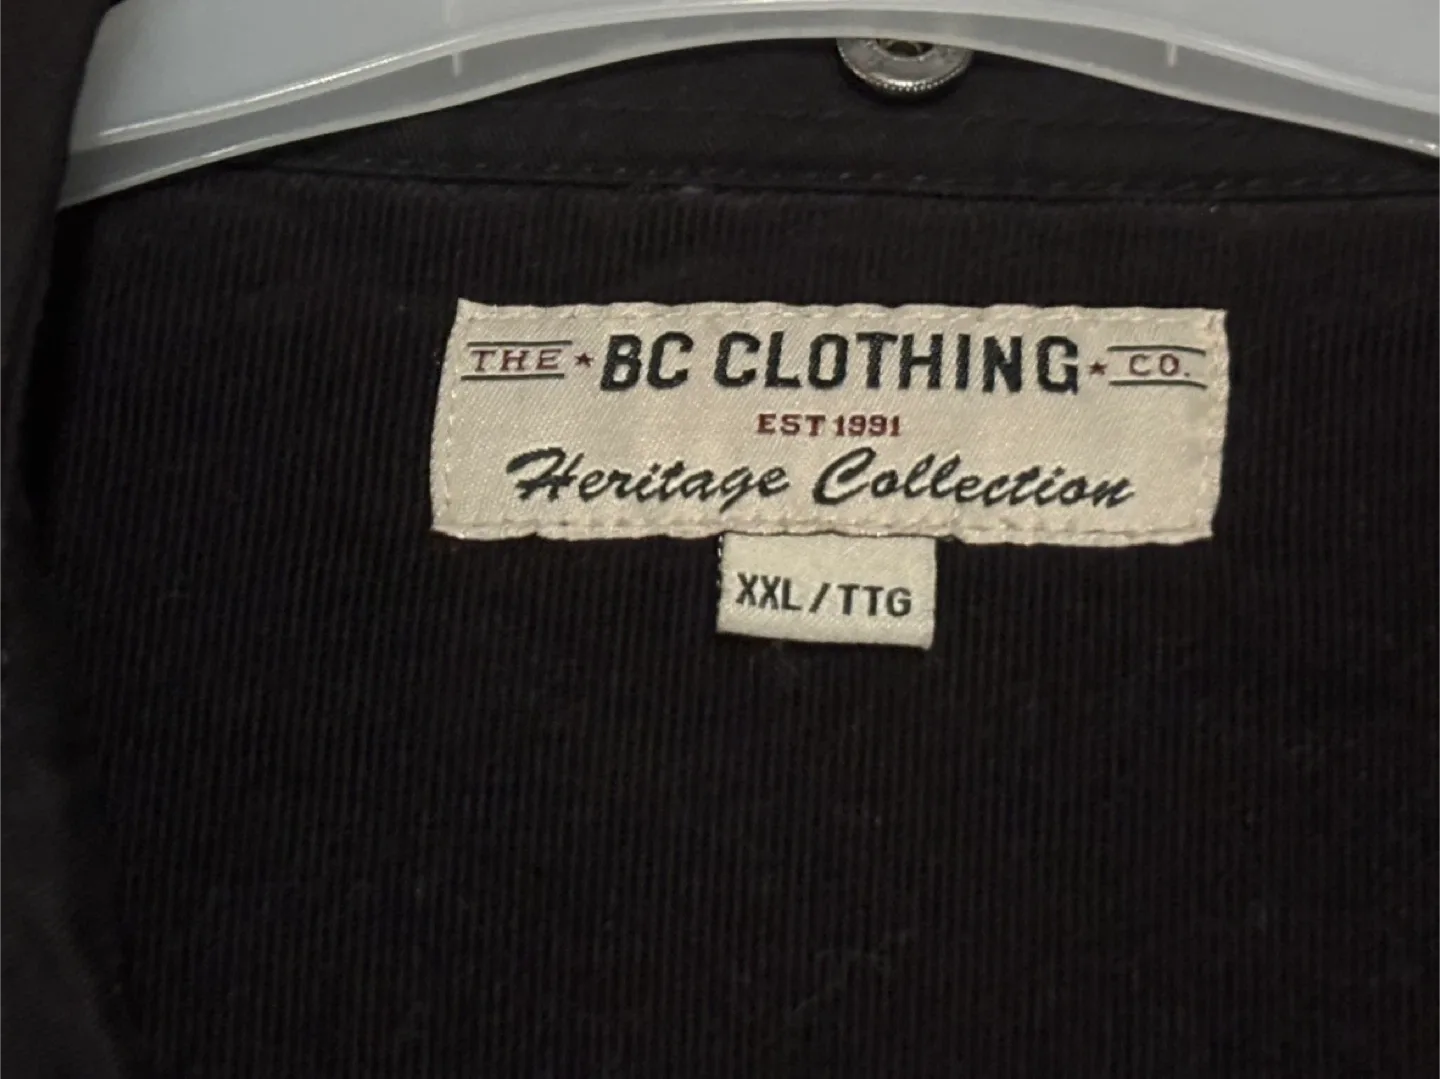 THE ★ BC CLOTHING ★ CO.
EST 1991
Heritage Collection
XXL/TTG